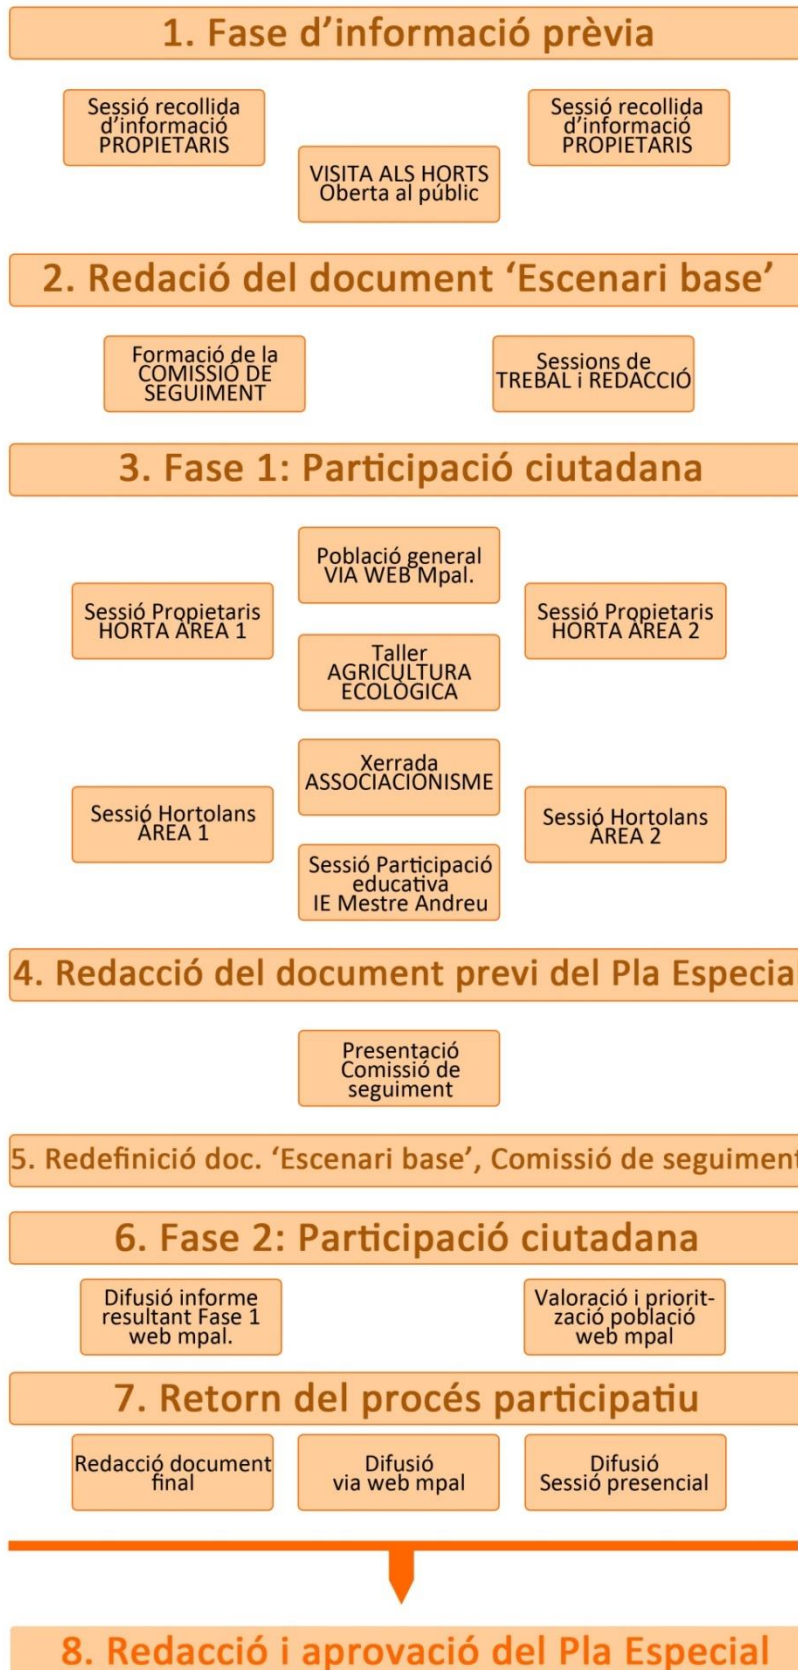 1. Fase d’informació prèvia
Sessió recollida
d’informació
PROPIETARIS
Sessió recollida
d’informació
PROPIETARIS
VISITA ALS HORTS
Oberta al públic
2. Redació del document ‘Escenari base’
Formació de la
COMISSIÓ DE
SEGUIMENT
Sessions de
TREBAL i REDACCIÓ
3. Fase 1: Participació ciutadana
Població general
VIA WEB Mpal.
Sessió Propietaris
HORTA ÀREA 1
Sessió Propietaris
HORTA ÀREA 2
Taller
AGRICULTURA
ECOLÒGICA
Xerrada
ASSOCIACIONISME
Sessió Hortolans
ÀREA 1
Sessió Hortolans
ÀREA 2
Sessió Participació
educativa
IE Mestre Andreu
4. Redacció del document previ del Pla Especia
Presentació
Comissió de
seguiment
5. Redefinició doc. ‘Escenari base’, Comissió de seguiment
6. Fase 2: Participació ciutadana
Difusió informe
resultant Fase 1
web mpal.
Valoració i priorit-
zació població
web mpal
7. Retorn del procés participatiu
Redacció document
final
Difusió
via web mpal
Difusió
Sessió presencial
8. Redacció i aprovació del Pla Especial